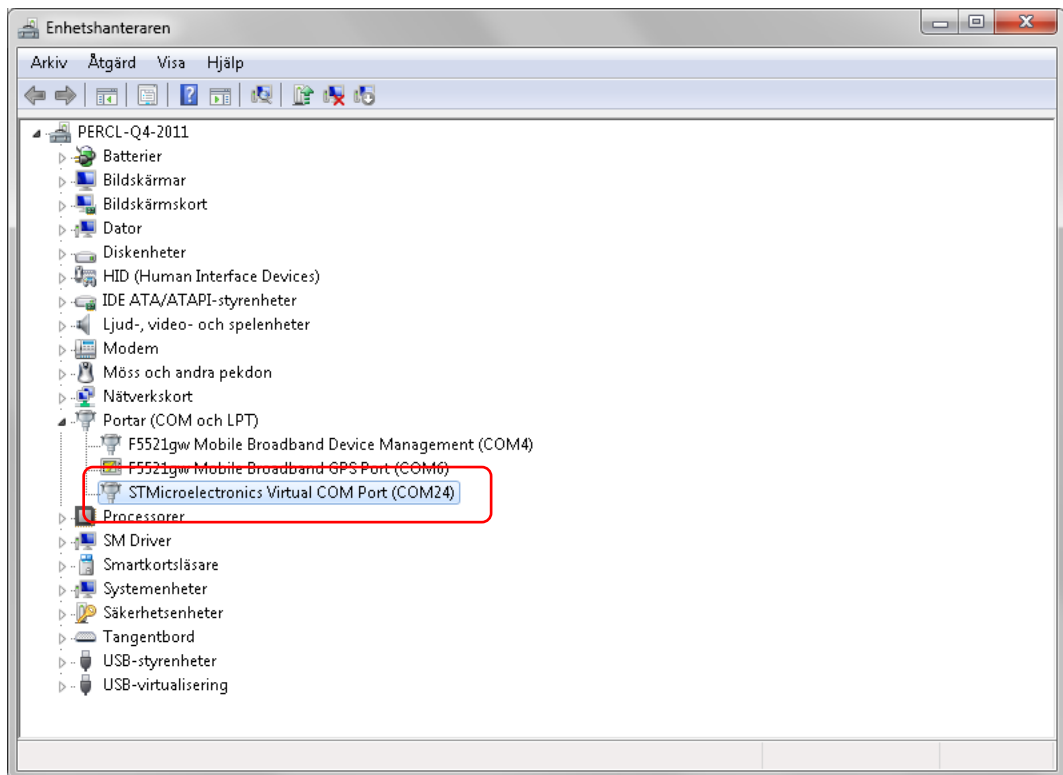 Enhetshanteraren
Arkiv Åtgärd Visa Hjälp
PERCL-Q4-2011
Batterier
Bildskärmar
Bildskärmskort
Dator
Diskenheter
HID (Human Interface Devices)
IDE ATA/ATAPI-styrenheter
Ljud-, video- och spelenheter
Modem
Möss och andra pekdon
Nätverkskort
Portar (COM och LPT)
F5521gw Mobile Broadband Device Management (COM4)
F5521gw Mobile Broadband GPS Port (COM6)
STMicroelectronics Virtual COM Port (COM24)
Processorer
SM Driver
Smartkortsläsare
Systemenheter
Säkerhetsenheter
Tangentbord
USB-styrenheter
USB-virtualisering